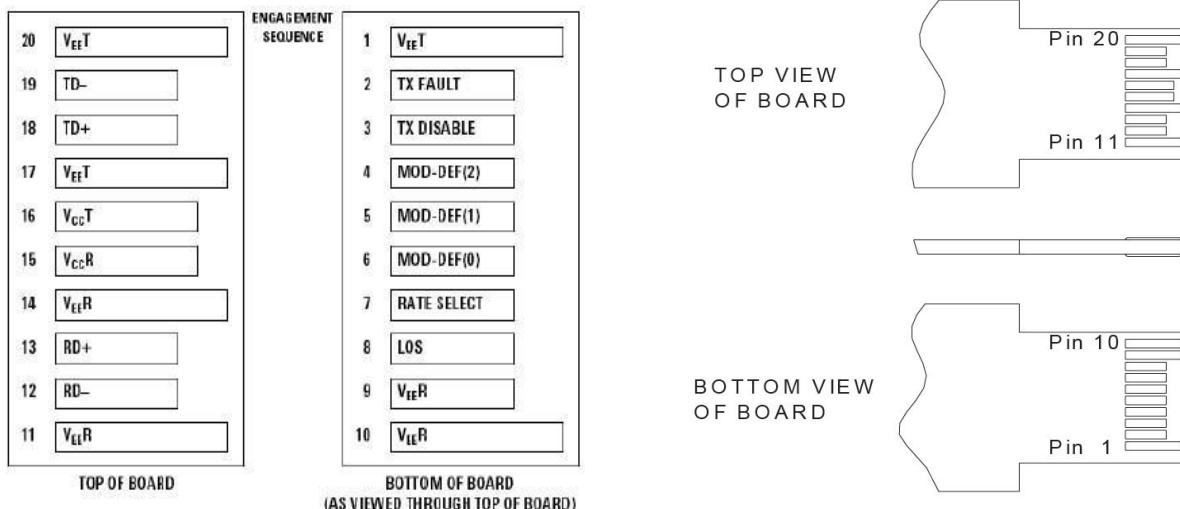 ENGAGEMENT
SEQUENCE
20 VEET
19 TD–
18 TD+
17 VEET
16 VCCT
15 VCCR
14 VEER
13 RD+
12 RD–
11 VEER
TOP OF BOARD
1 VEET
2 TX FAULT
3 TX DISABLE
4 MOD-DEF(2)
5 MOD-DEF(1)
6 MOD-DEF(0)
7 RATE SELECT
8 LOS
9 VEER
10 VEER
BOTTOM OF BOARD
(AS VIEWED THROUGH TOP OF BOARD)
TOP VIEW
OF BOARD
Pin 20
Pin 11
BOTTOM VIEW
OF BOARD
Pin 10
Pin 1